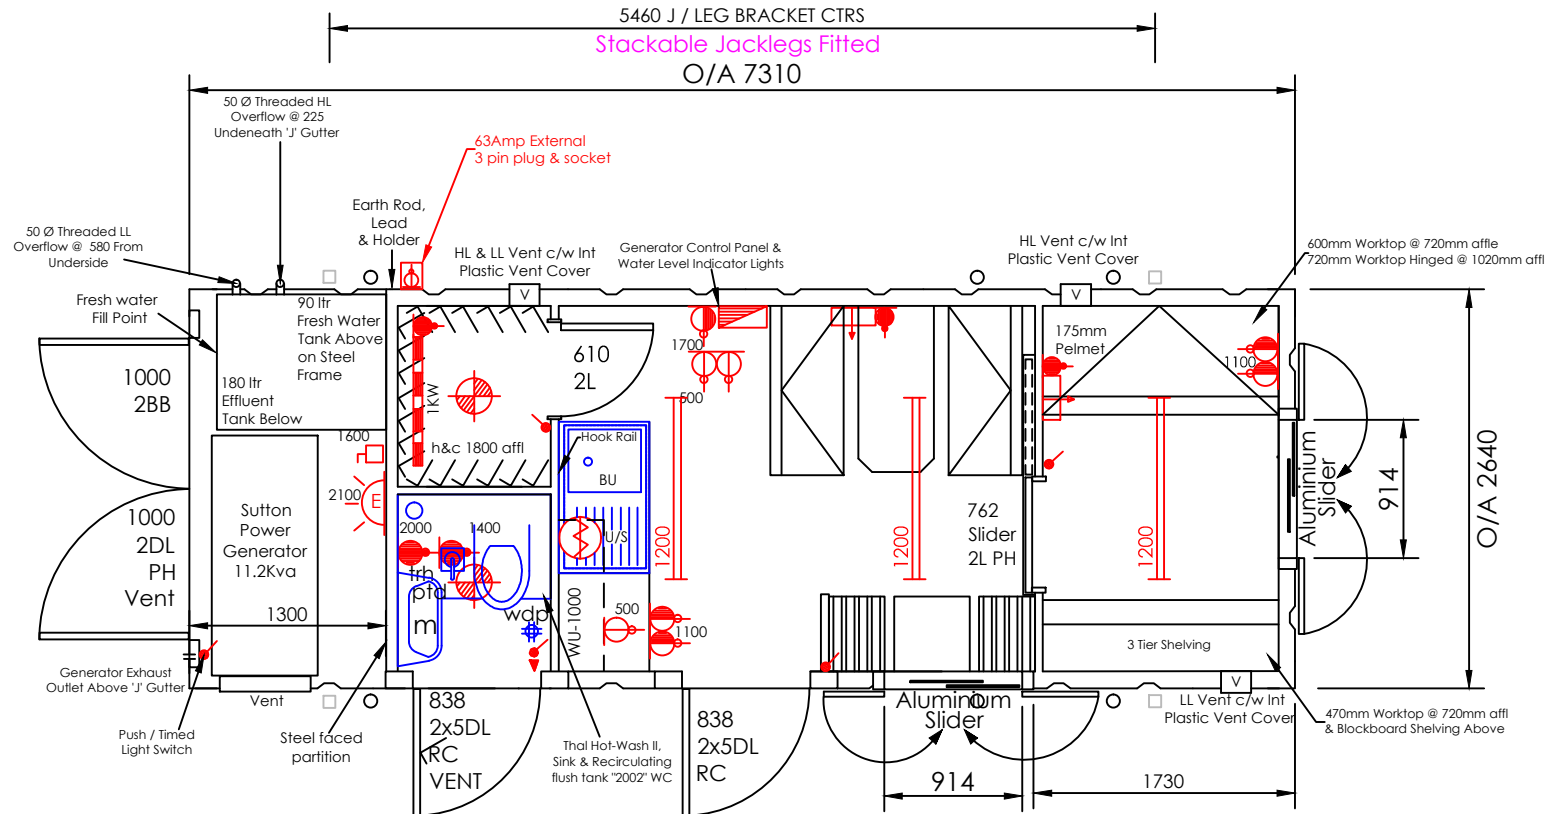 5460 J / LEG BRACKET CTRS
Stackable Jacklegs Fitted
O/A 7310
50 Ø Threaded HL
Overflow @ 225
Undeneath 'J' Gutter
63Amp External
3 pin plug & socket
Earth Rod,
Lead
& Holder
50 Ø Threaded LL
Overflow @ 580 From
Underside
HL & LL Vent c/w Int
Plastic Vent Cover
Generator Control Panel &
Water Level Indicator Lights
HL Vent c/w Int
Plastic Vent Cover
600mm Worktop @ 720mm affle
720mm Worktop Hinged @ 1020mm affl
Fresh water
Fill Point
V
V
90 ltr
Fresh Water
Tank Above
on Steel
Frame
180 ltr
Effluent
Tank Below
1000
2BB
1KW
h&c 1800 affl
610
2L
1700
500
175mm
Pelmet
1100
Hook Rail
BU
U/S
1600
2100
E
Sutton
Power
Generator
11.2Kva
1000
2DL
PH
Vent
1300
2000
1400
trh
ptd
m
wdp
WU-1000
500
1100
1200
1200
1200
762
Slider
2L PH
Aluminium
Slider
914
O/A 2640
3 Tier Shelving
Generator Exhaust
Outlet Above 'J' Gutter
Vent
Push / Timed
Light Switch
Steel faced
partition
838
2x5DL
RC
VENT
Thal Hot-Wash II,
Sink & Recirculating
flush tank "2002" WC
838
2x5DL
RC
Aluminium
Slider
914
V
LL Vent c/w Int
Plastic Vent Cover
470mm Worktop @ 720mm affl
& Blockboard Shelving Above
1730